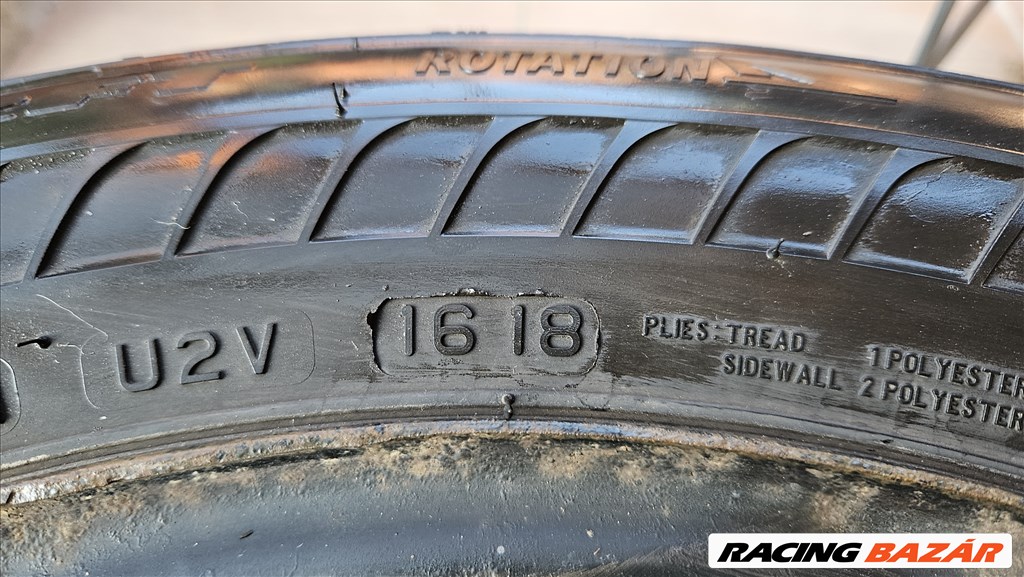 ROTATION
U2V
1618
PLIES: TREAD 1 POLYESTER
SIDEWALL 2 POLYESTER
RACING BAZÁR